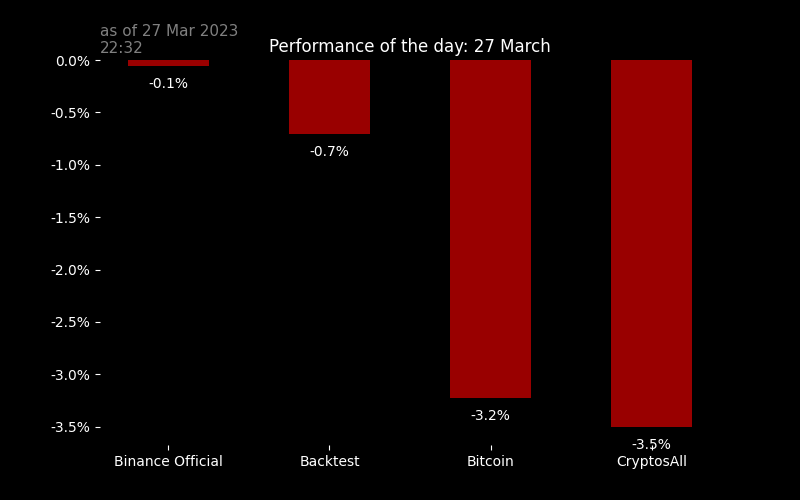 as of 27 Mar 2023
22:32
Performance of the day: 27 March
0.0%
-0.5%
-1.0%
-1.5%
-2.0%
-2.5%
-3.0%
-3.5%
-0.1%
-0.7%
-3.2%
-3.5%
Binance Official
Backtest
Bitcoin
CryptosAll